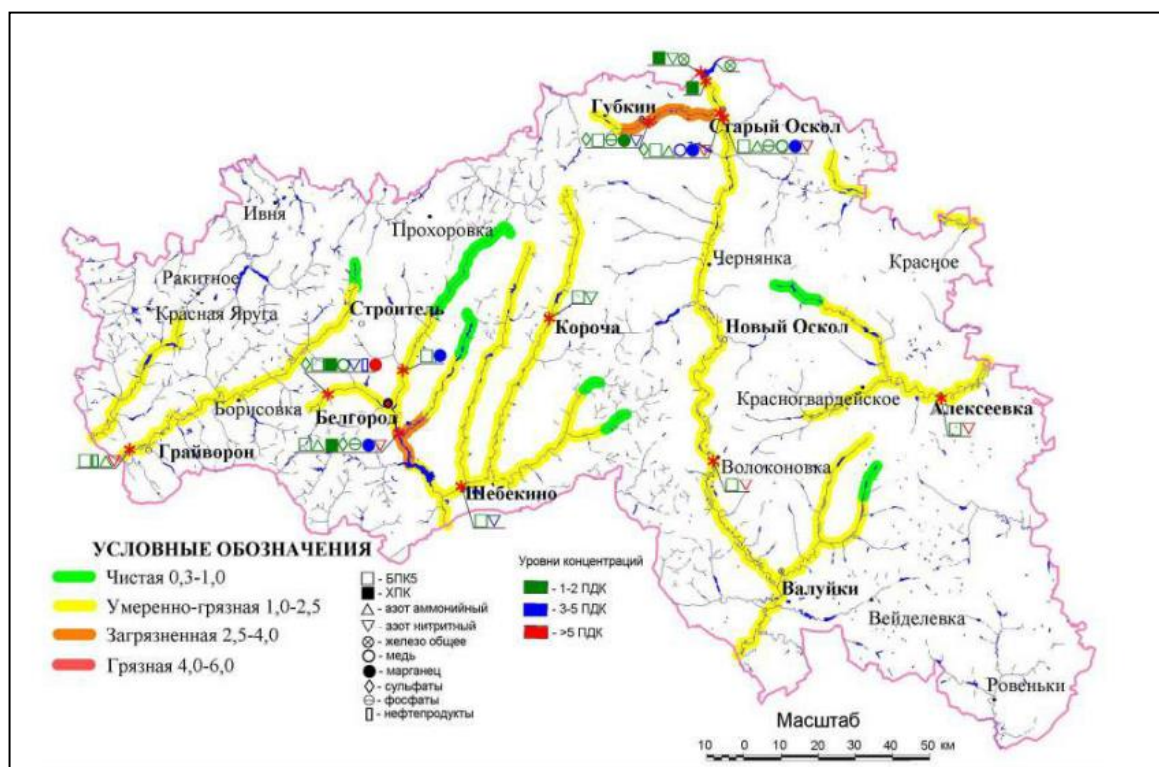 Губкин
Старый Оскол
Ивня
Прохоровка
Ракитное
Красная Яруга
Строитель
Короча
Чернянка
Красное
Новый Оскол
Борисовка
Белгород
Красногвардейское
Алексеевка
Грайворон
Шебекино
Волоконовка
Валуйки
Вейделевка
Ровеньки
УСЛОВНЫЕ ОБОЗНАЧЕНИЯ
Чистая 0,3-1,0
Умеренно-грязная 1,0-2,5
Загрязненная 2,5-4,0
Грязная 4,0-6,0
- БПК5
- ХПК
- азот аммонийный
- азот нитритный
- железо общее
- медь
- марганец
- сульфаты
- фосфаты
- нефтепродукты
Уровни концентраций
- 1-2 ПДК
- 3-5 ПДК
- >5 ПДК
Масштаб
10 0 10 20 30 40 50 км